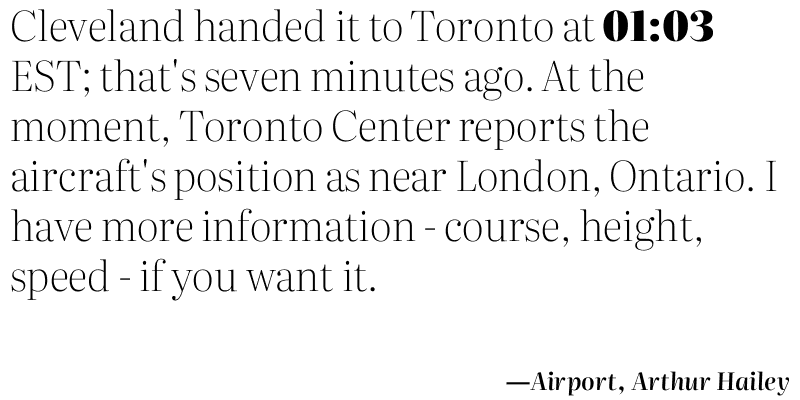 Cleveland handed it to Toronto at 01:03
EST; that's seven minutes ago. At the
moment, Toronto Center reports the
aircraft's position as near London, Ontario. I
have more information - course, height,
speed - if you want it.
—Airport, Arthur Hailey